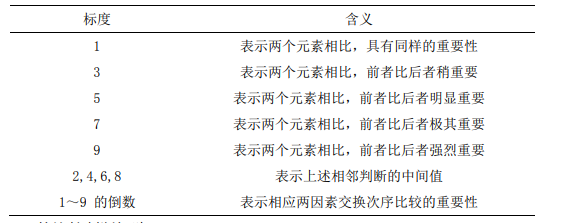 标度 含义
1 表示两个元素相比，具有同样的重要性
3 表示两个元素相比，前者比后者稍重要
5 表示两个元素相比，前者比后者明显重要
7 表示两个元素相比，前者比后者极其重要
9 表示两个元素相比，前者比后者强烈重要
2,4,6,8 表示上述相邻判断的中间值
1～9 的倒数 表示相应两因素交换次序比较的重要性